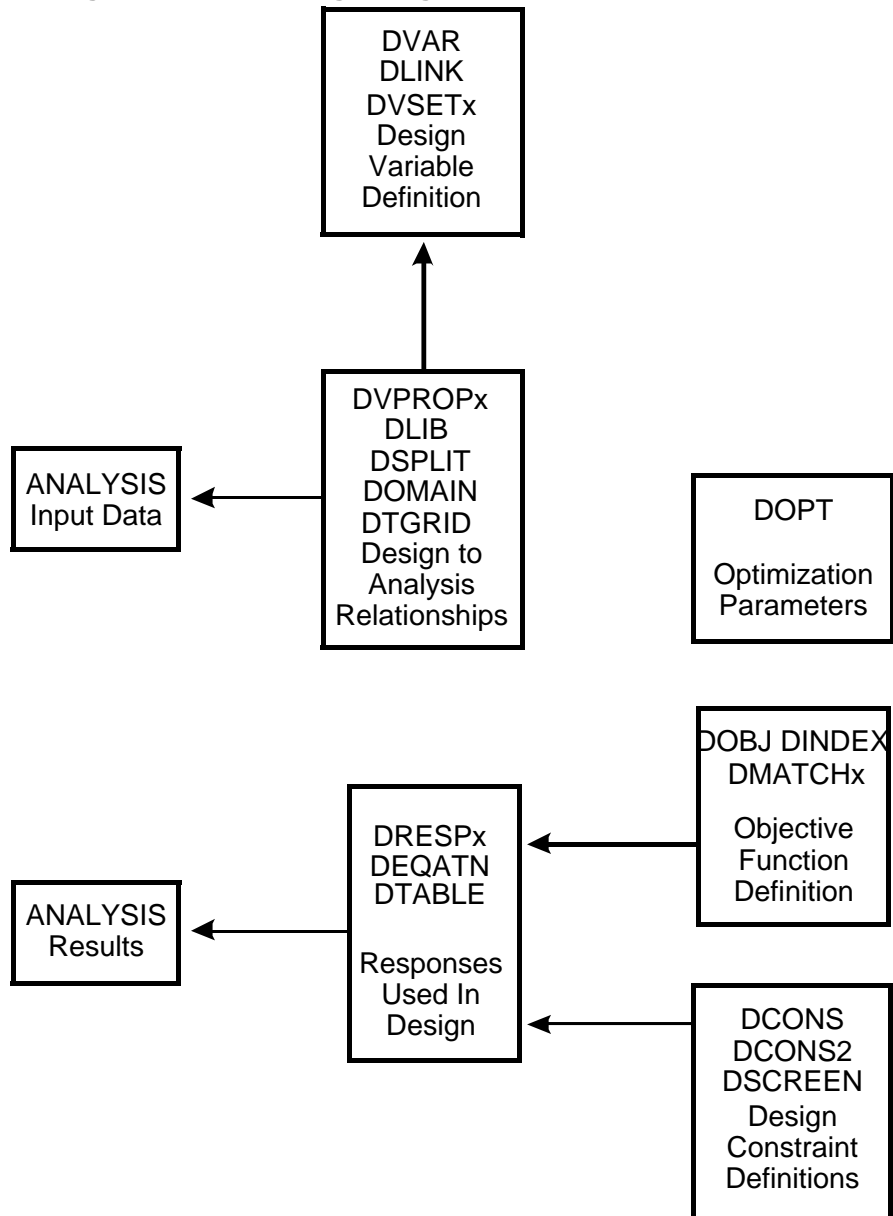 DVAR
DLINK
DVSETx
Design
Variable
Definition
DVPROPx
DLIB
DSPLIT
DOMAIN
DTGRID
Design to
Analysis
Relationships
ANALYSIS
Input Data
DOPT
Optimization
Parameters
DOBJ DINDEX
DMATCHx
Objective
Function
Definition
DRESPx
DEQATN
DTABLE
Responses
Used In
Design
ANALYSIS
Results
DCONS
DCONS2
DSCREEN
Design
Constraint
Definitions